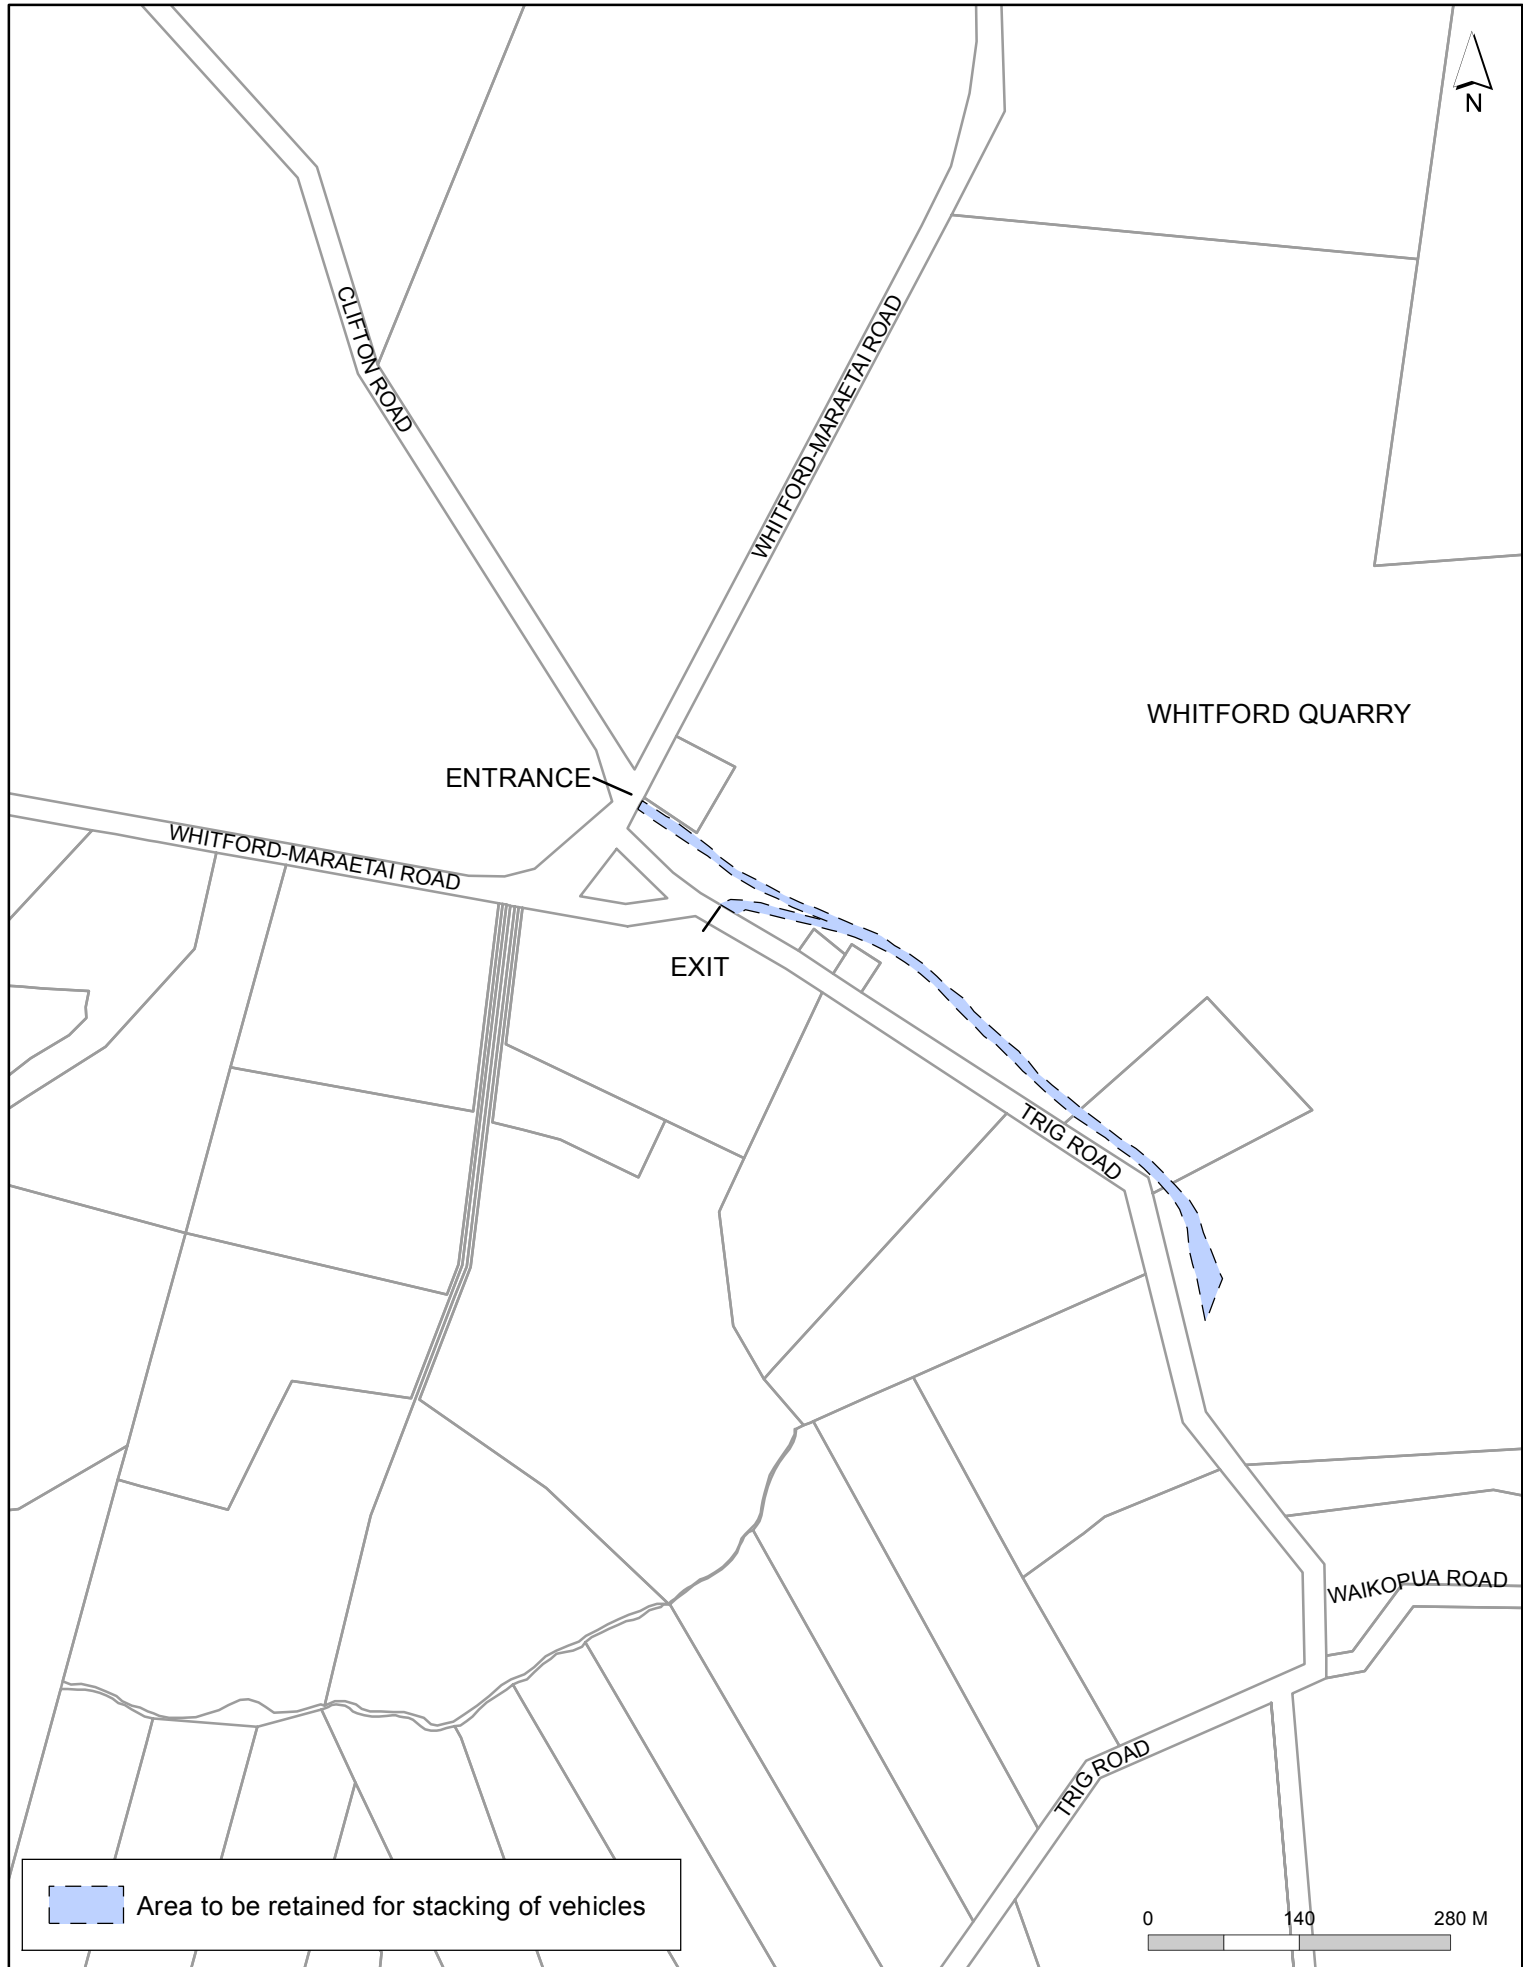 N
CLIFTON ROAD
WHITFORD-MARAETAI ROAD
WHITFORD QUARRY
ENTRANCE
WHITFORD-MARAETAI ROAD
EXIT
TRIG ROAD
WAIKOPUA ROAD
TRIG ROAD
Area to be retained for stacking of vehicles
0 140 280 M